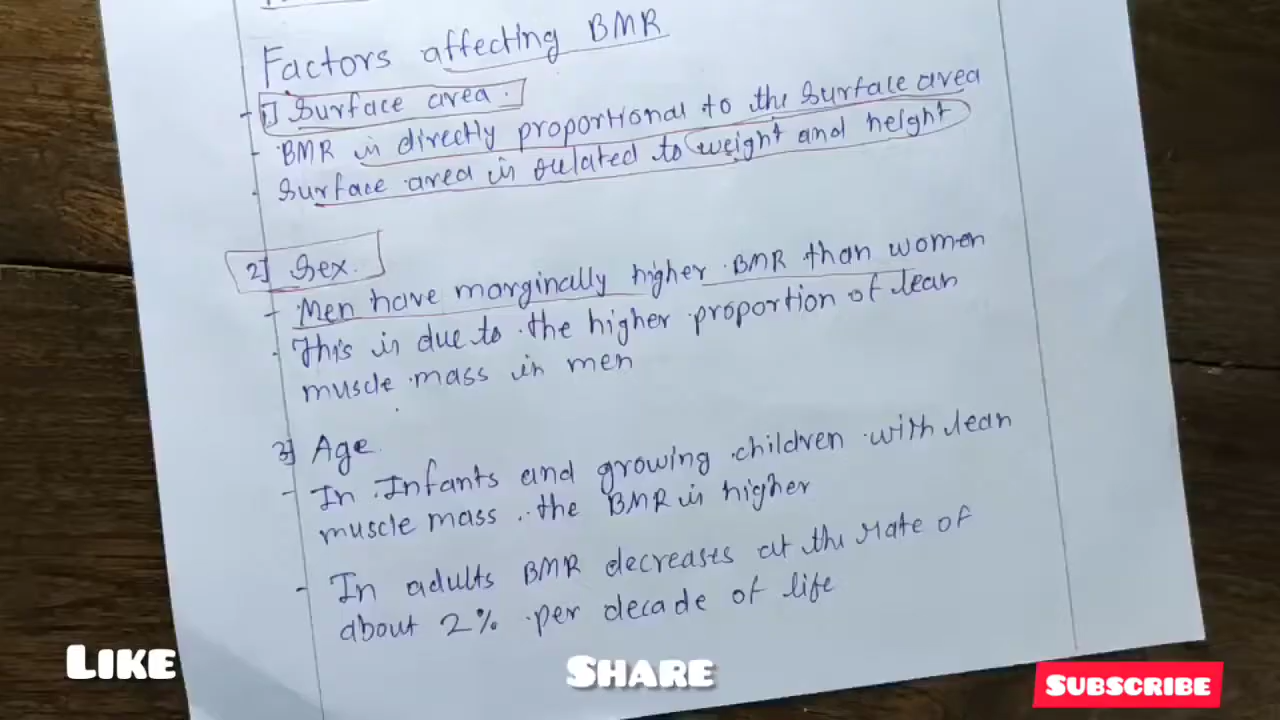 Factors affecting BMR
1] Surface area.
- BMR is directly proportional to the Surface area
- Surface area is related to weight and height
2] Sex.
- Men have marginally higher BMR than women
- This is due to the higher proportion of lean
muscle mass in men
3] Age
- In Infants and growing children with lean
muscle mass the BMR is higher
- In adults BMR decreases at the rate of
about 2% per decade of life
LIKE
SHARE
SUBSCRIBE